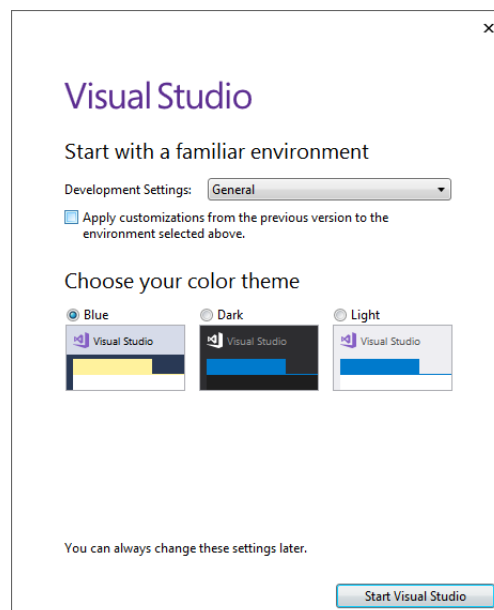 Visual Studio
Start with a familiar environment
Development Settings: General
Apply customizations from the previous version to the
environment selected above.
Choose your color theme
Blue Dark Light
Visual Studio Visual Studio Visual Studio
You can always change these settings later.
Start Visual Studio